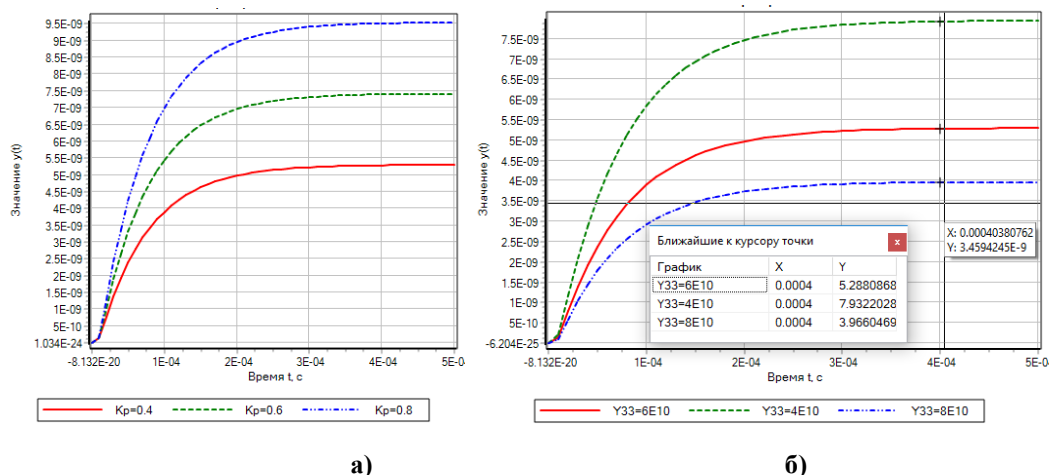 9.5E-09
9E-09
8.5E-09
8E-09
7.5E-09
7E-09
6.5E-09
6E-09
5.5E-09
5E-09
4.5E-09
4E-09
3.5E-09
3E-09
2.5E-09
2E-09
1.5E-09
1E-09
5E-10
1.034E-24
Значение y(t)
-8.132E-20 1E-04 2E-04 3E-04 4E-04 5E-0
Время t, с
Kp=0.4 Kp=0.6 Kp=0.8
а)
7.5E-09
7E-09
6.5E-09
6E-09
5.5E-09
5E-09
4.5E-09
4E-09
3.5E-09
3E-09
2.5E-09
2E-09
1.5E-09
1E-09
5E-10
-6.204E-25
Значение y(t)
Ближайшие к курсору точки x
График X Y
Y33=6E10 0.0004 5.2880868
Y33=4E10 0.0004 7.9322028
Y33=8E10 0.0004 3.9660469
X: 0.00040380762
Y: 3.4594245E-9
-8.132E-20 1E-04 2E-04 3E-04 4E-04 5E-0
Время t, с
Y33=6E10 Y33=4E10 Y33=8E10
б)